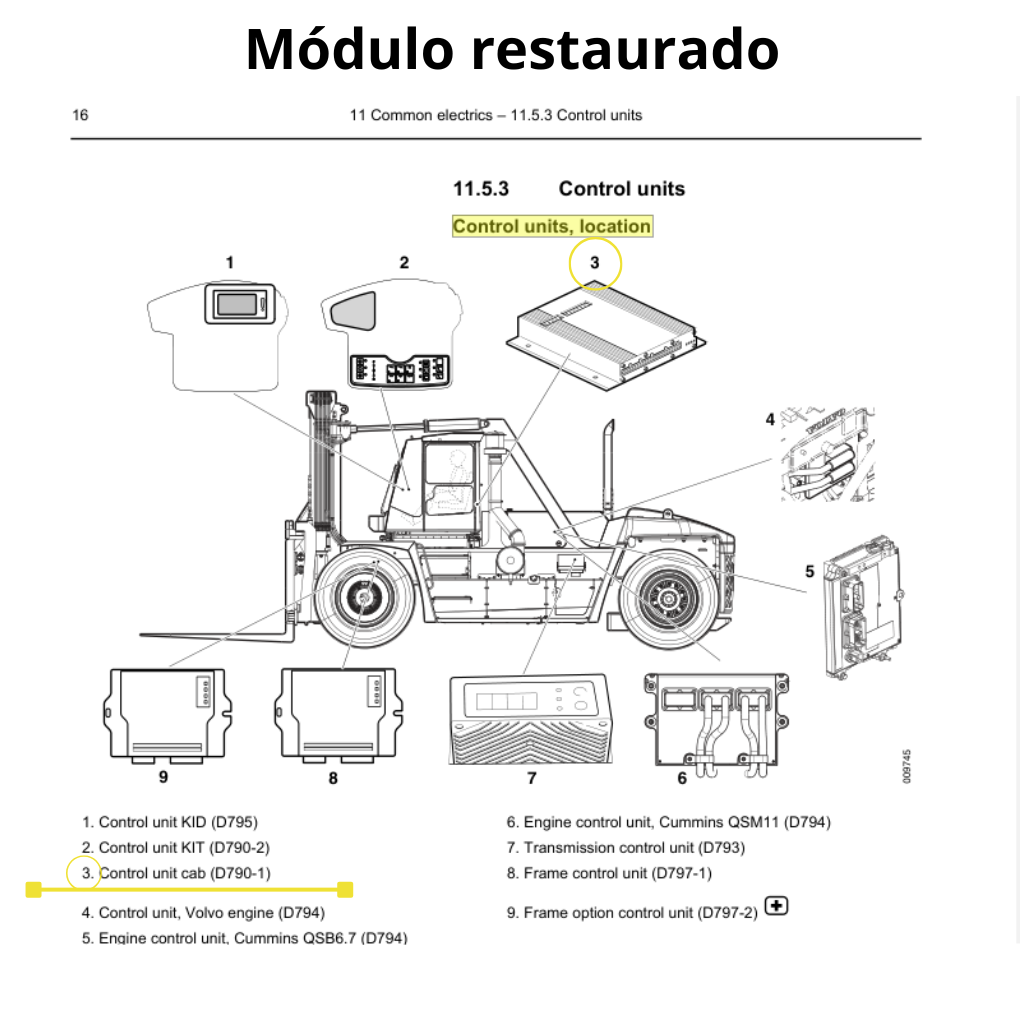 Módulo restaurado
16
11 Common electrics – 11.5.3 Control units
11.5.3 Control units
Control units, location
1
2
3
4
5
9
8
7
6
009745
1. Control unit KID (D795)
2. Control unit KIT (D790-2)
3. Control unit cab (D790-1)
4. Control unit, Volvo engine (D794)
5. Engine control unit, Cummins QSB6.7 (D794)
6. Engine control unit, Cummins QSM11 (D794)
7. Transmission control unit (D793)
8. Frame control unit (D797-1)
9. Frame option control unit (D797-2)